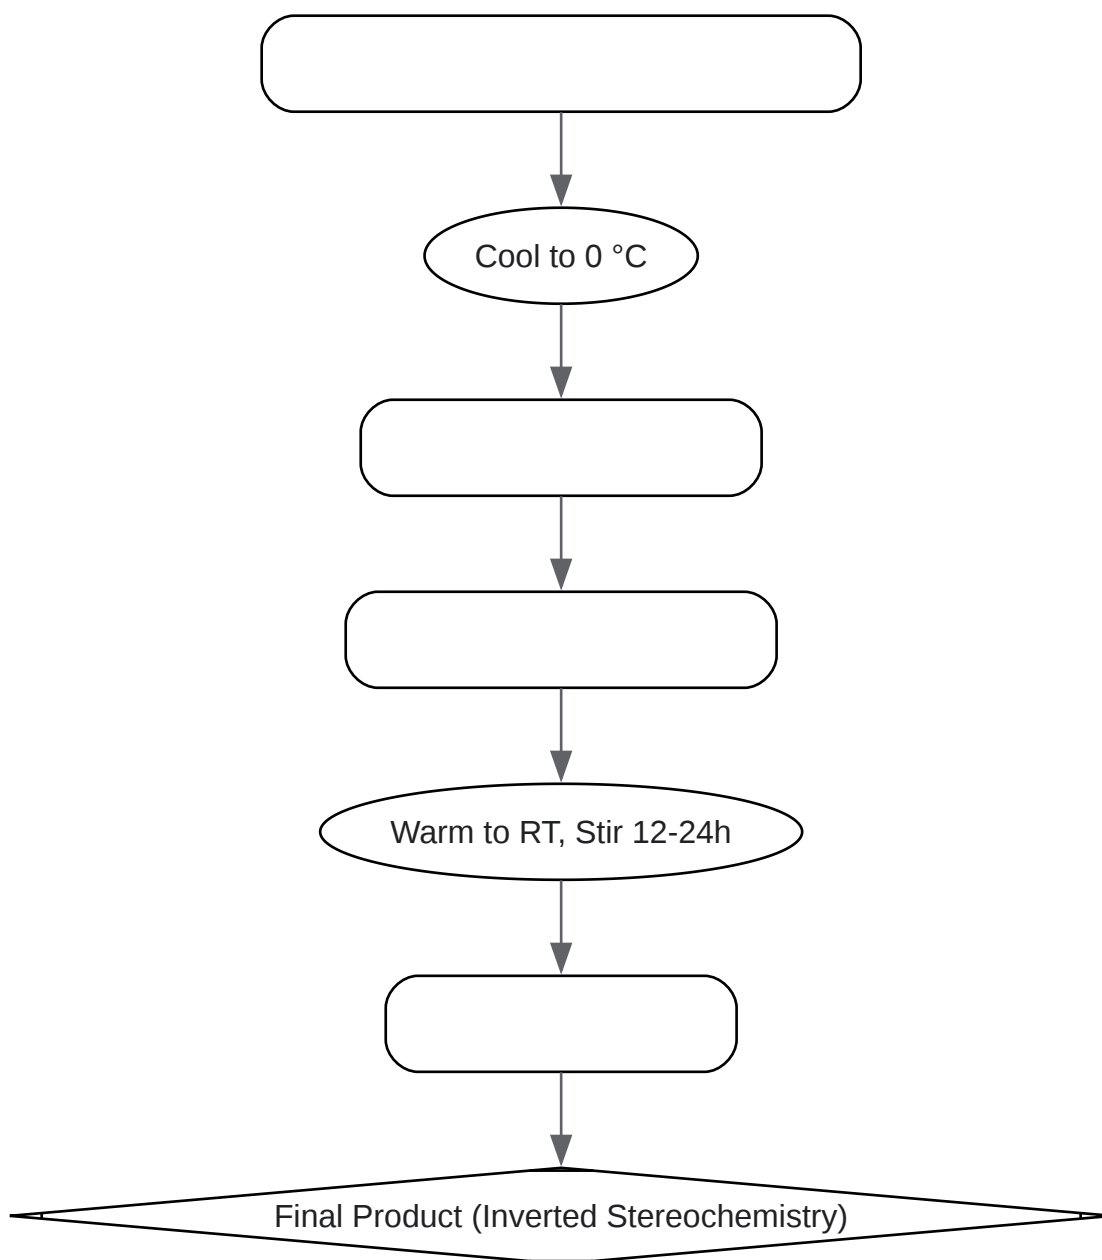 Cool to 0 °C
Warm to RT, Stir 12-24h
Final Product (Inverted Stereochemistry)